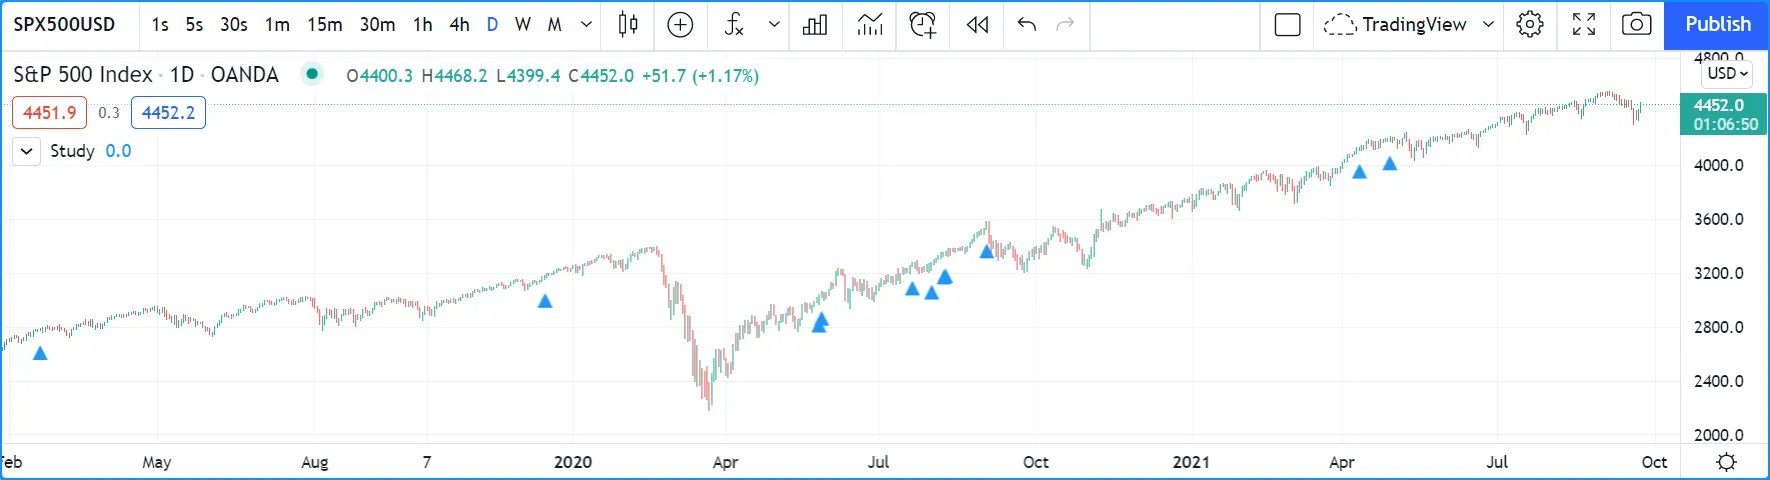 SPX500USD 1s 5s 30s 1m 15m 30m 1h 4h D W M fx TradingView Publish
S&P 500 Index · 1D · OANDA O4400.3 H4468.2 L4399.4 C4452.0 +51.7 (+1.17%)
4800.0
USD
4451.9 0.3 4452.2
4452.0
01:06:50
Study 0.0
4000.0
3600.0
3200.0
2800.0
2400.0
2000.0
eb May Aug 7 2020 Apr Jul Oct 2021 Apr Jul Oct